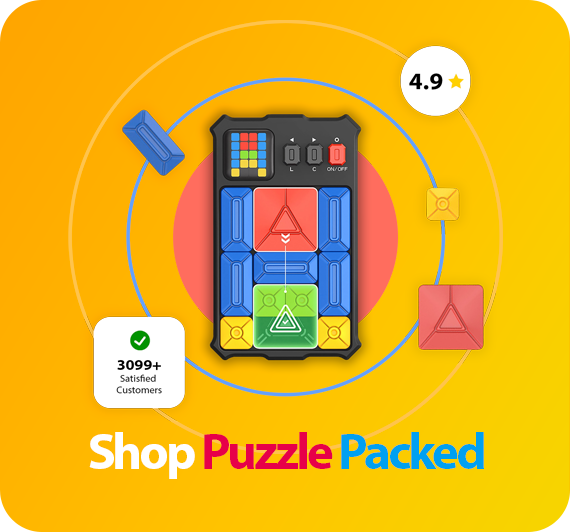 4.9
L C ON/OFF
3099+
Satisfied
Customers
Shop Puzzle Packed